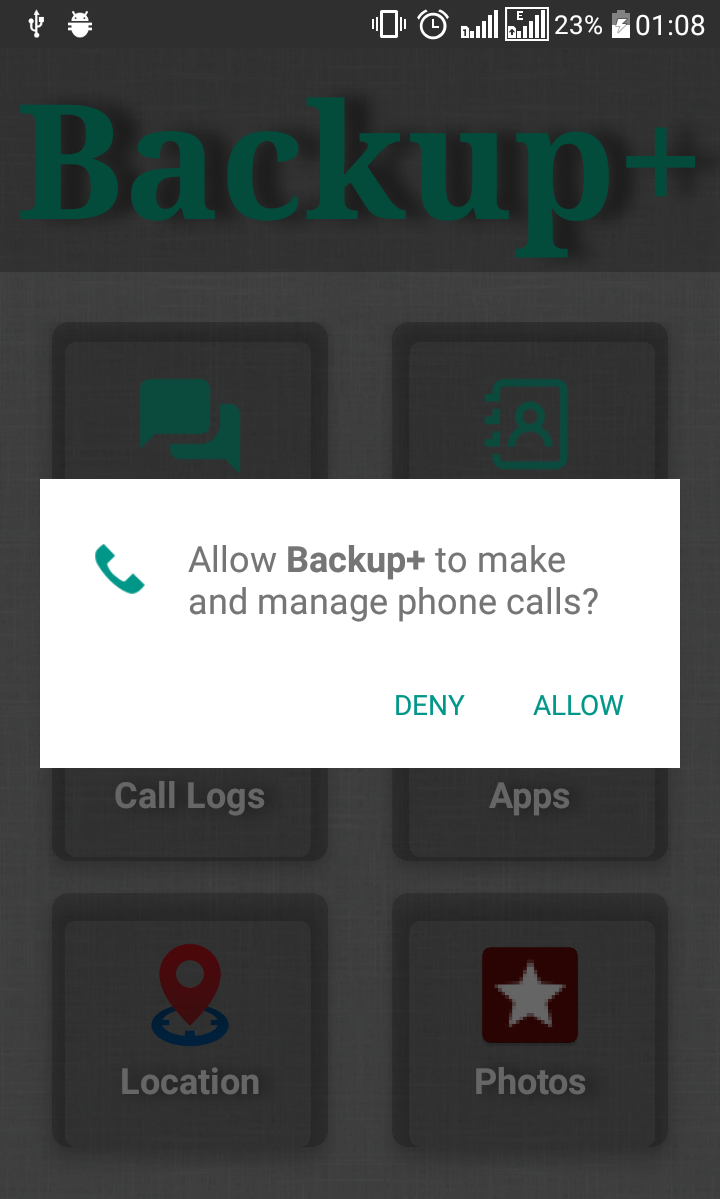 23% 01:08
Backup+
Allow Backup+ to make
and manage phone calls?
DENY ALLOW
Call Logs Apps
Location Photos